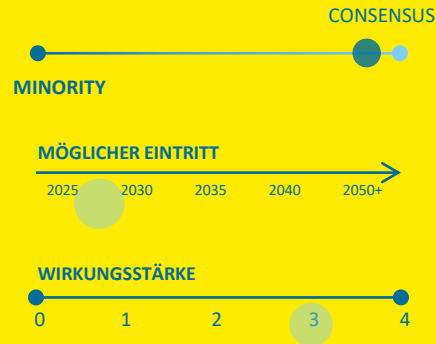 CONSENSUS
MINORITY
MÖGLICHER EINTRITT
2025 2030 2035 2040 2050+
WIRKUNGSSTÄRKE
0 1 2 3 4